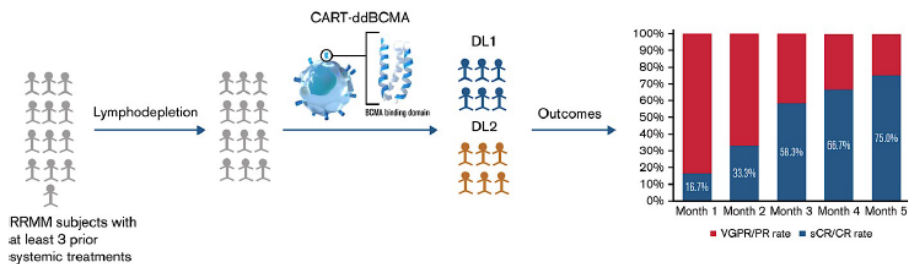 CART-ddBCMA
BCMA binding domain
Lymphodepletion
RRMM subjects with
at least 3 prior
systemic treatments
DL1
DL2
Outcomes
100%
90%
80%
70%
60%
50%
40%
30%
20%
10%
0%
16.7%
33.3%
58.3%
66.7%
75.0%
Month 1 Month 2 Month 3 Month 4 Month 5
VGPR/PR rate sCR/CR rate